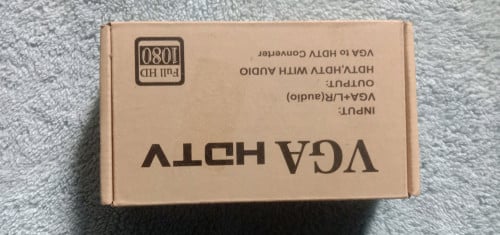 VGA HDTV
INPUT:
VGA+L/R(audio)
OUTPUT:
HDTV,HDTV WITH AUDIO
VGA to HDTV Converter
Full HD
1080